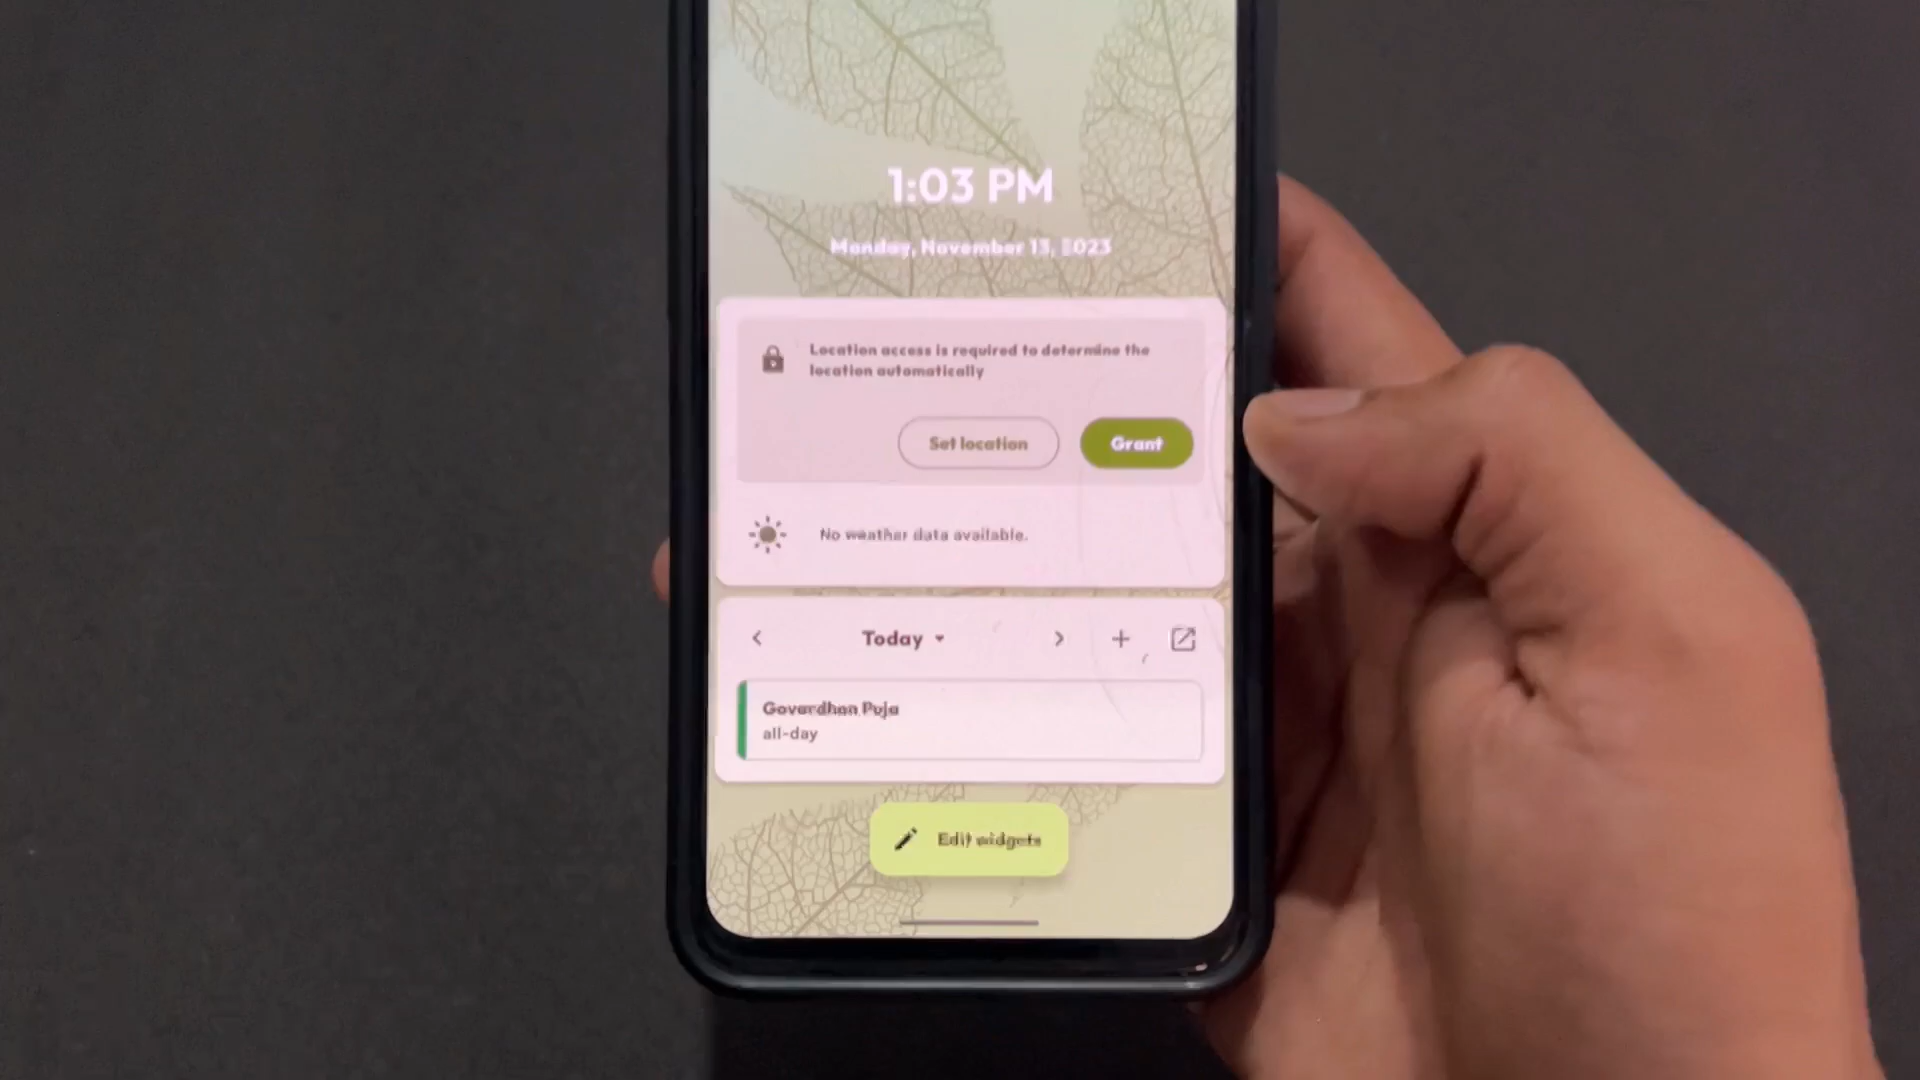 1:03 PM
Monday, November 13, 2023
Location access is required to determine the
location automatically
Set location
Grant
No weather data available.
Today
Govardhan Puja
all-day
Edit widgets